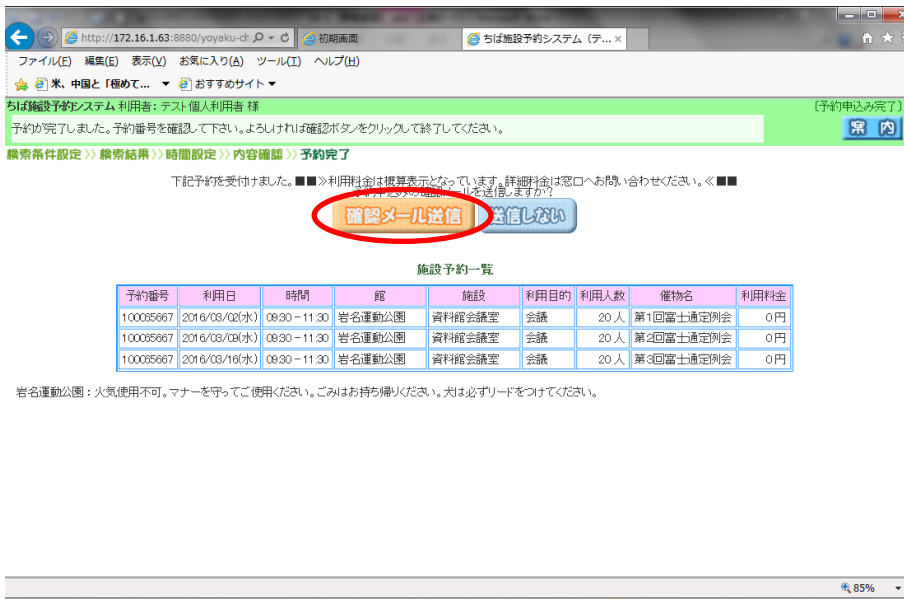 http://172.16.1.63:8880/yoyaku-ch
初期画面
ちば施設予約システム (テ... ×
ファイル(F) 編集(E) 表示(V) お気に入り(A) ツール(T) ヘルプ(H)
米、中国と「極めて... おすすめサイト
ちば施設予約システム 利用者: テスト個人利用者 様 〔予約申込み完了〕
予約が完了しました。予約番号を確認して下さい。よろしければ確認ボタンをクリックして終了してください。 案内
検索条件設定 》 検索結果 》 時間設定 》 内容確認 》 予約完了
下記予約を受付けました。■■≫利用料金は概算表示となっています。詳細料金は窓口へお問い合わせください。≪■■
予約申込みの確認メールを送信しますか?
確認メール送信 送信しない
施設予約一覧
予約番号 利用日 時間 館 施設 利用目的 利用人数 催物名 利用料金
100065667 2016/03/02(水) 09:30－11:30 岩名運動公園 資料館会議室 会議 20人 第1回富士通定例会 0円
100065667 2016/03/09(水) 09:30－11:30 岩名運動公園 資料館会議室 会議 20人 第2回富士通定例会 0円
100065667 2016/03/16(水) 09:30－11:30 岩名運動公園 資料館会議室 会議 20人 第3回富士通定例会 0円
岩名運動公園：火気使用不可。マナーを守ってご使用ください。ごみはお持ち帰りください。犬は必ずリードをつけてください。
85%